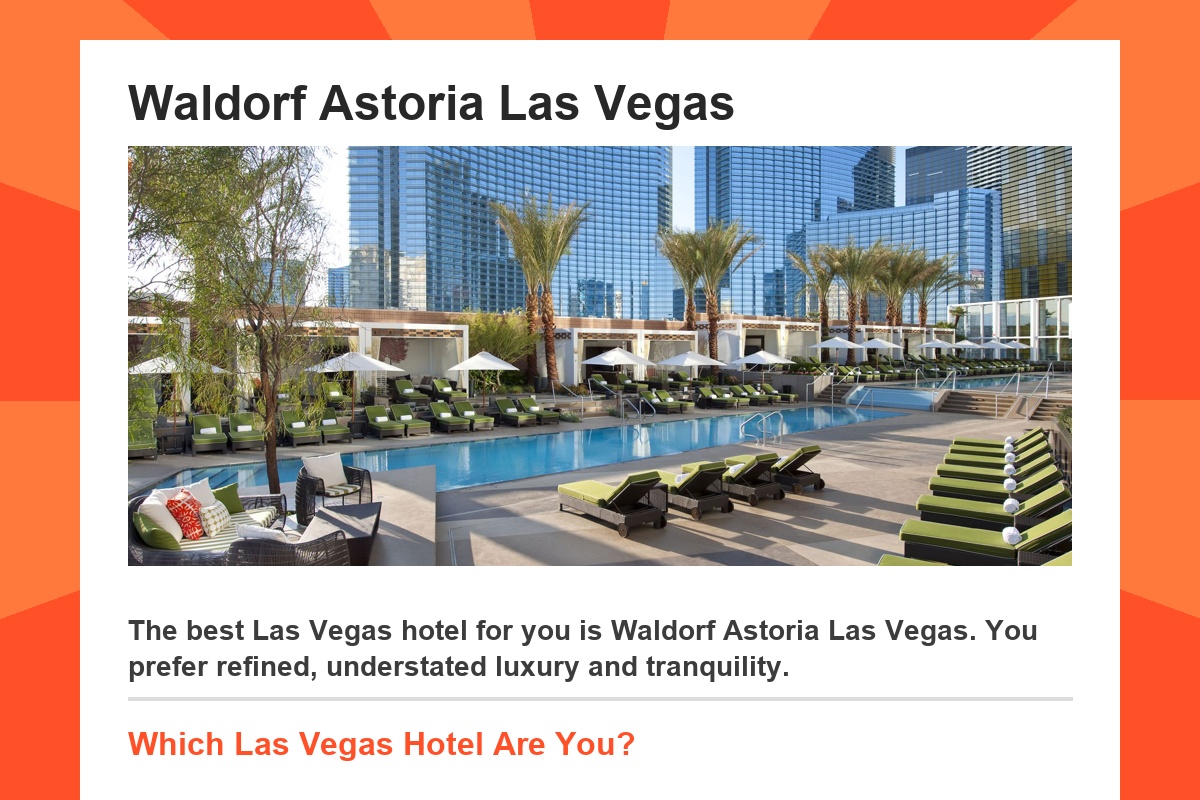 Waldorf Astoria Las Vegas
The best Las Vegas hotel for you is Waldorf Astoria Las Vegas. You
prefer refined, understated luxury and tranquility.
Which Las Vegas Hotel Are You?